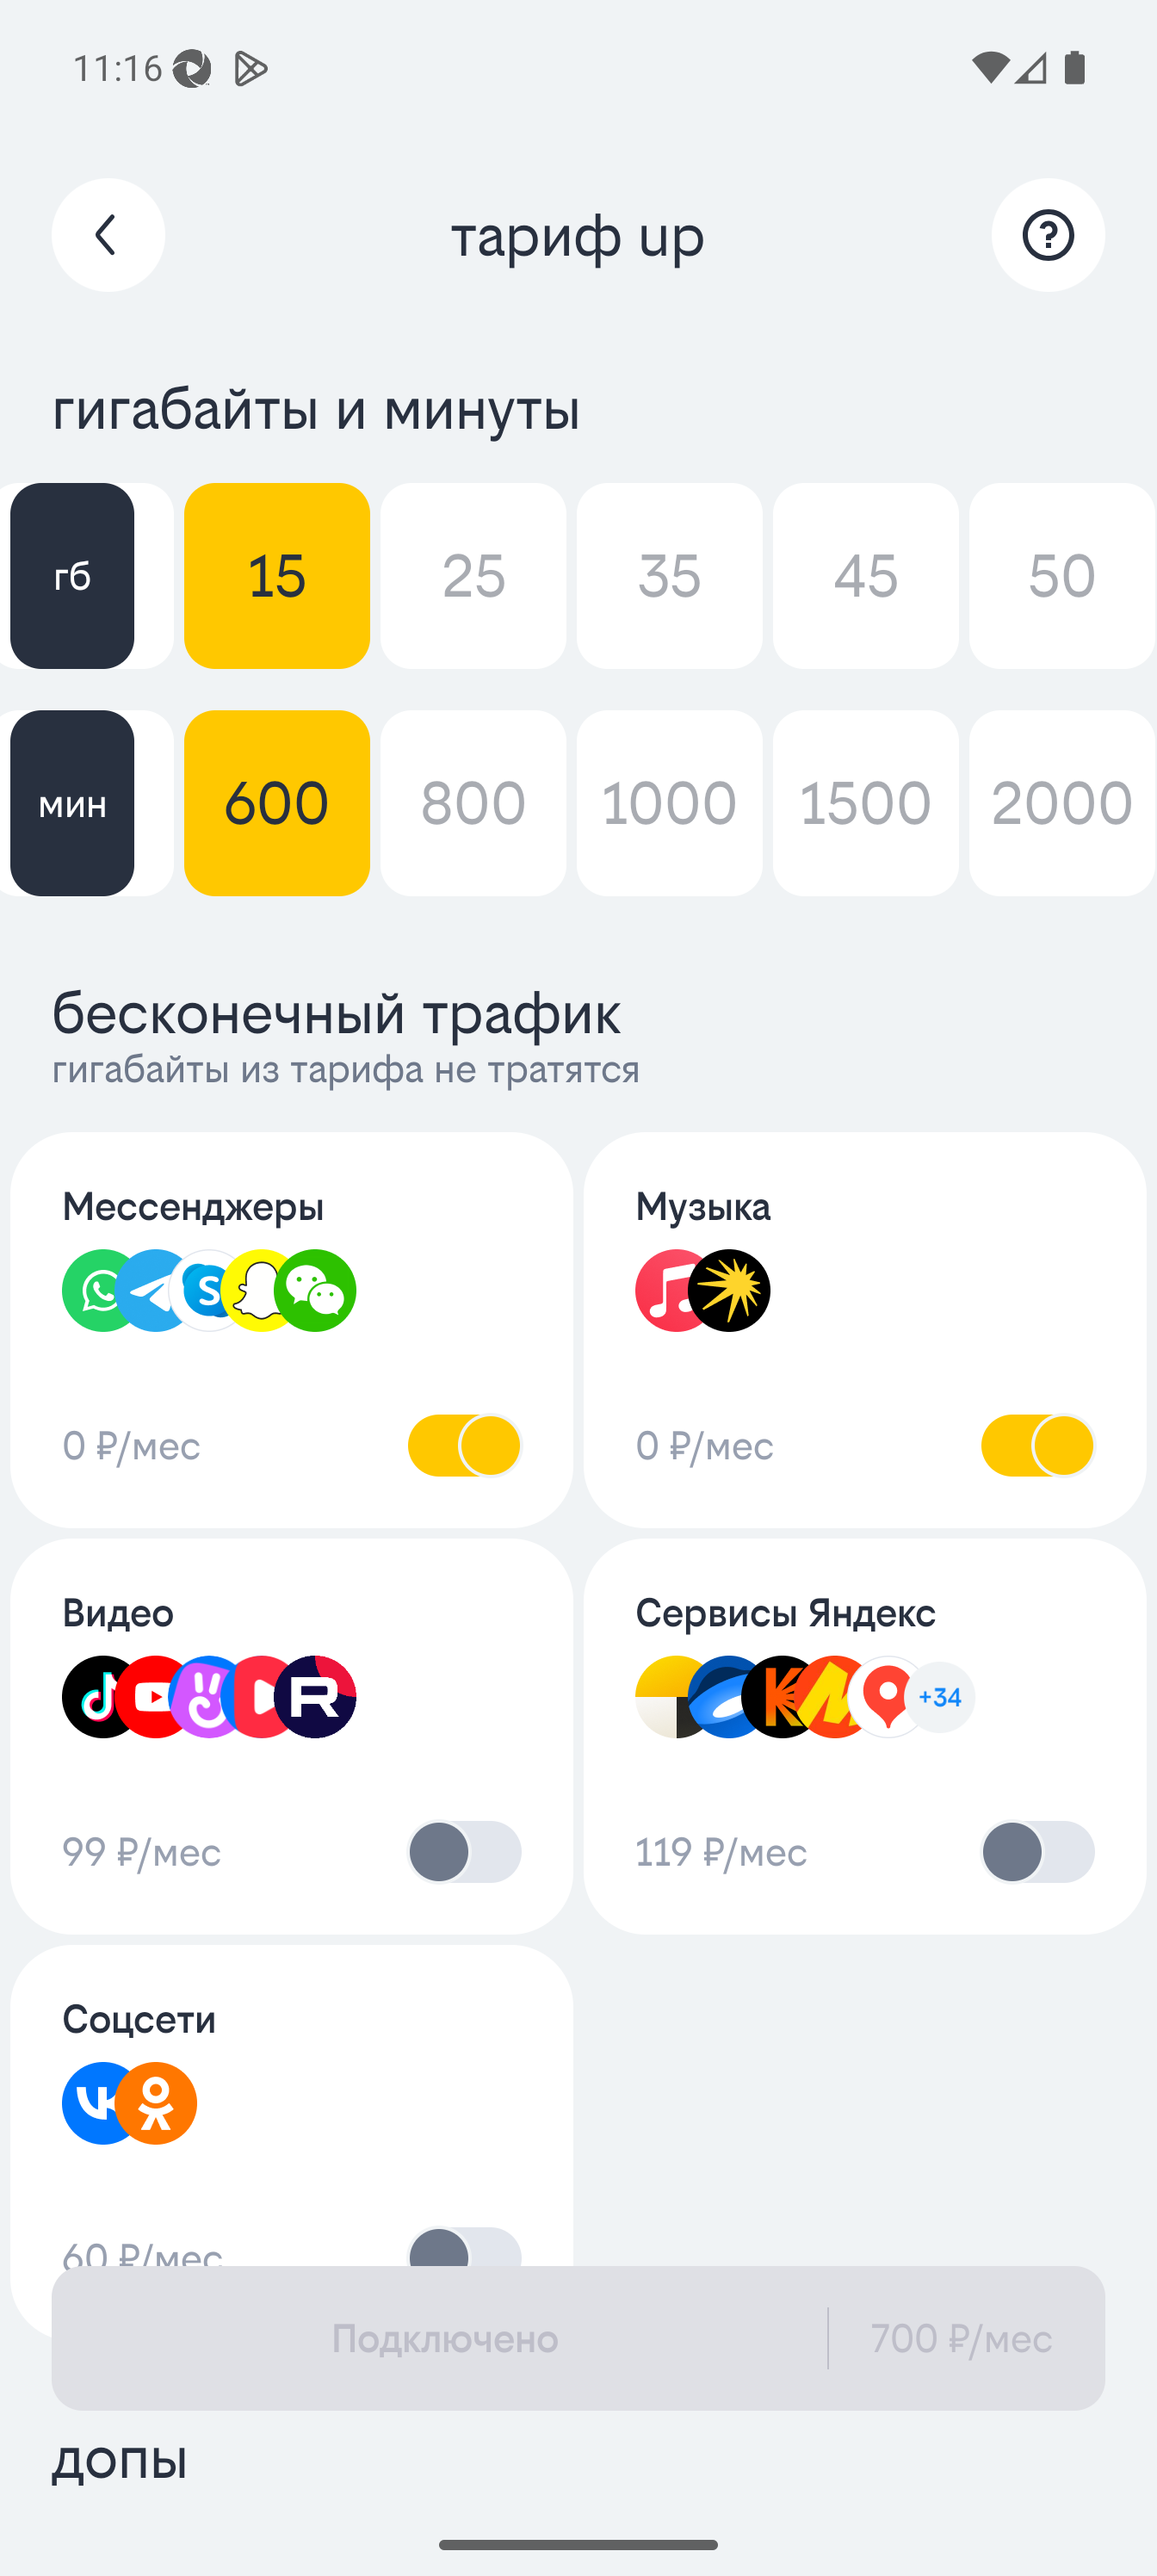 11:16
тариф up
гигабайты и минуты
гб 15 25 35 45 50
мин 600 800 1000 1500 2000
бесконечный трафик
гигабайты из тарифа не тратятся
Мессенджеры
0 ₽/мес
Музыка
0 ₽/мес
Видео
99 ₽/мес
Сервисы Яндекс
+34
119 ₽/мес
Соцсети
60 ₽/мес
Подключено 700 ₽/мес
допы